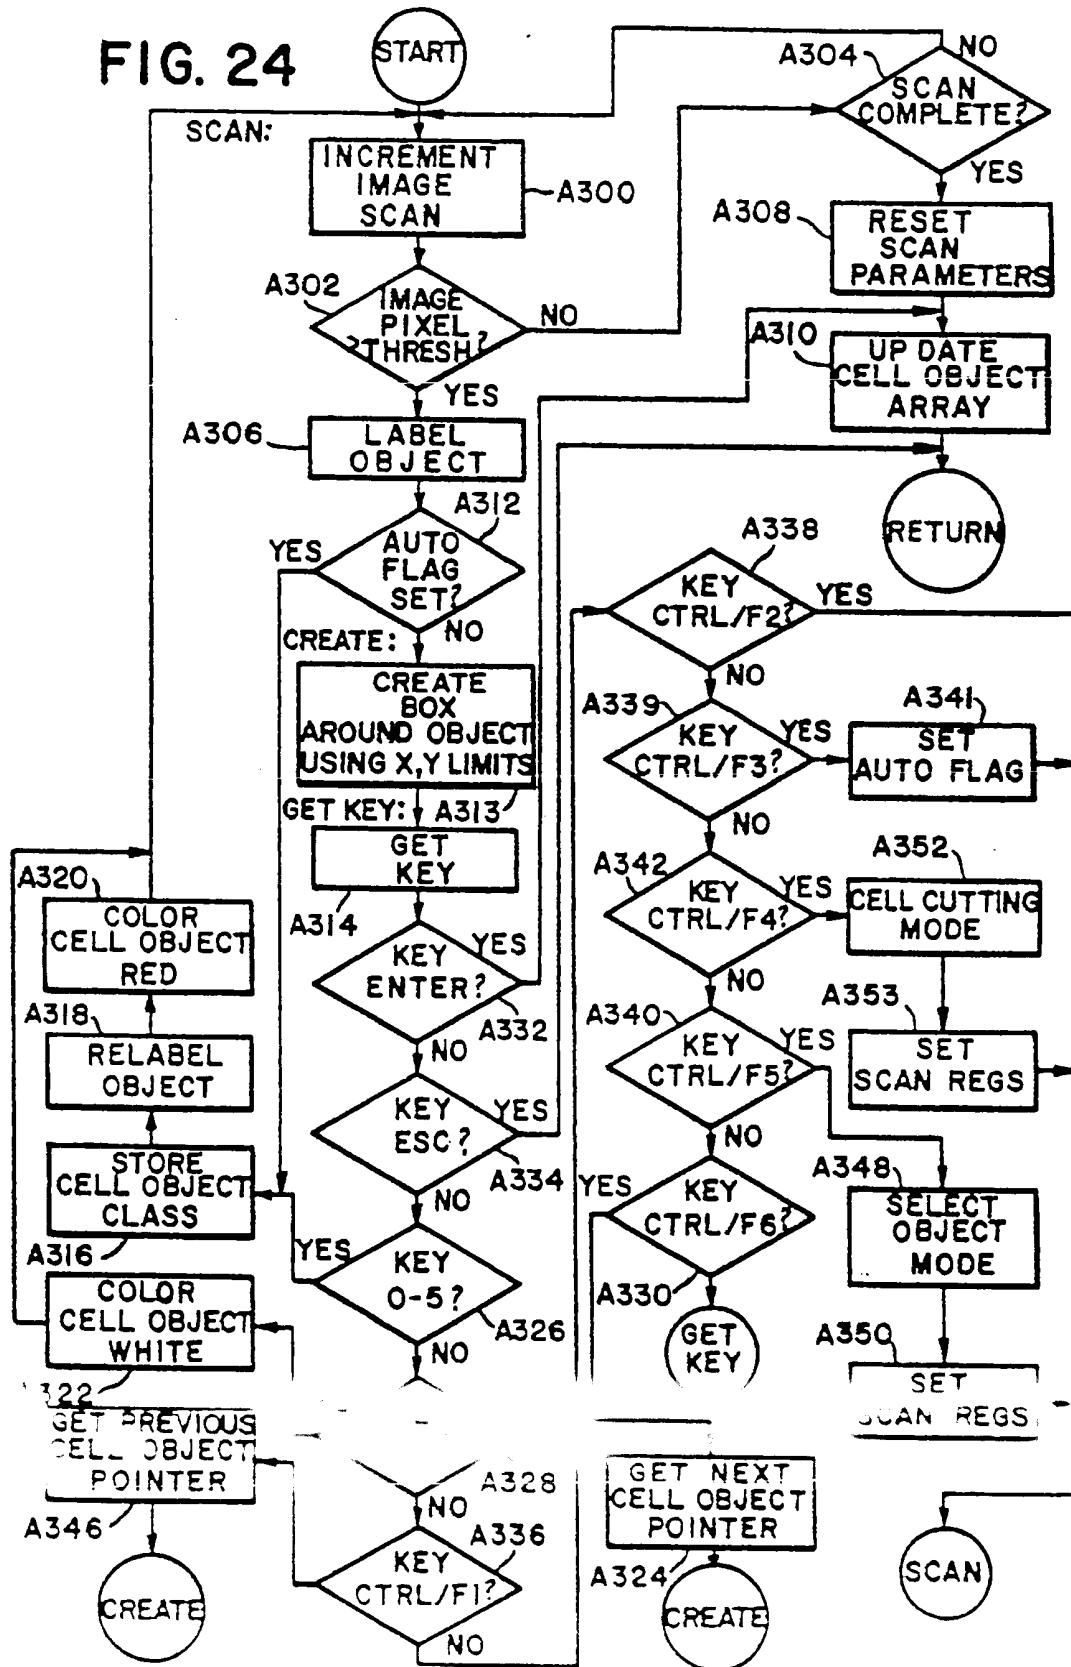 FIG. 24
START
SCAN:
INCREMENT
IMAGE
SCAN
A300
A302
IMAGE
PIXEL
>THRESH?
NO
YES
A306
LABEL
OBJECT
A312
AUTO
FLAG
SET?
YES
NO
CREATE:
CREATE
BOX
AROUND OBJECT
USING X,Y LIMITS
GET KEY:
A313
GET
KEY
A314
KEY
ENTER?
YES
A332
NO
KEY
ESC?
YES
A334
NO
KEY
0-5?
YES
A326
NO
A328
NO
A336
KEY
CTRL/F1?
NO
A320
COLOR
CELL OBJECT
RED
A318
RELABEL
OBJECT
STORE
CELL OBJECT
CLASS
A316
COLOR
CELL OBJECT
WHITE
322
GET PREVIOUS
CELL OBJECT
POINTER
A346
CREATE
A304
NO
SCAN
COMPLETE?
YES
A308
RESET
SCAN
PARAMETERS
A310
UP DATE
CELL OBJECT
ARRAY
RETURN
A338
KEY
CTRL/F2?
YES
NO
A339
KEY
CTRL/F3?
YES
A341
SET
AUTO FLAG
NO
A342
KEY
CTRL/F4?
YES
A352
CELL CUTTING
MODE
NO
A353
SET
SCAN REGS
A340
KEY
CTRL/F5?
YES
NO
A348
SELECT
OBJECT
MODE
YES
KEY
CTRL/F6?
A330
GET
KEY
A350
SET
SCAN REGS
GET NEXT
CELL OBJECT
POINTER
A324
CREATE
SCAN